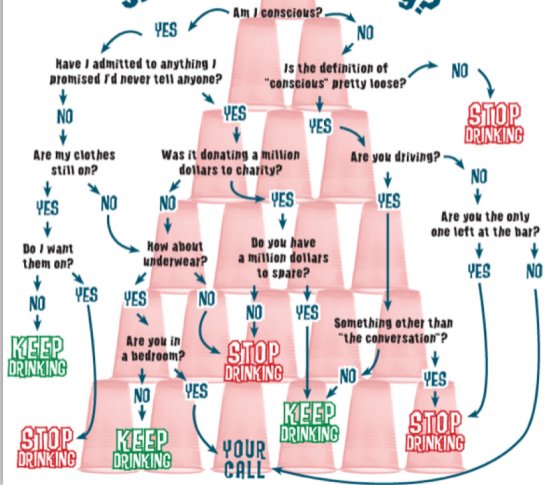 Am I conscious?
YES
NO
Have I admitted to anything I
promised I'd never tell anyone?
Is the definition of
"conscious" pretty loose?
NO
STOP
DRINKING
NO
YES
YES
Are my clothes
still on?
Was it donating a million
dollars to charity?
Are you driving?
NO
YES
NO
NO
YES
YES
Are you the only
one left at the bar?
Do I want
them on?
How about
underwear?
Do you have
a million dollars
to spare?
YES
NO
NO
YES
YES
NO
NO
YES
Something other than
"the conversation"?
KEEP
DRINKING
Are you in
a bedroom?
STOP
DRINKING
NO
YES
NO
YES
KEEP
DRINKING
STOP
DRINKING
STOP
DRINKING
KEEP
DRINKING
YOUR
CALL